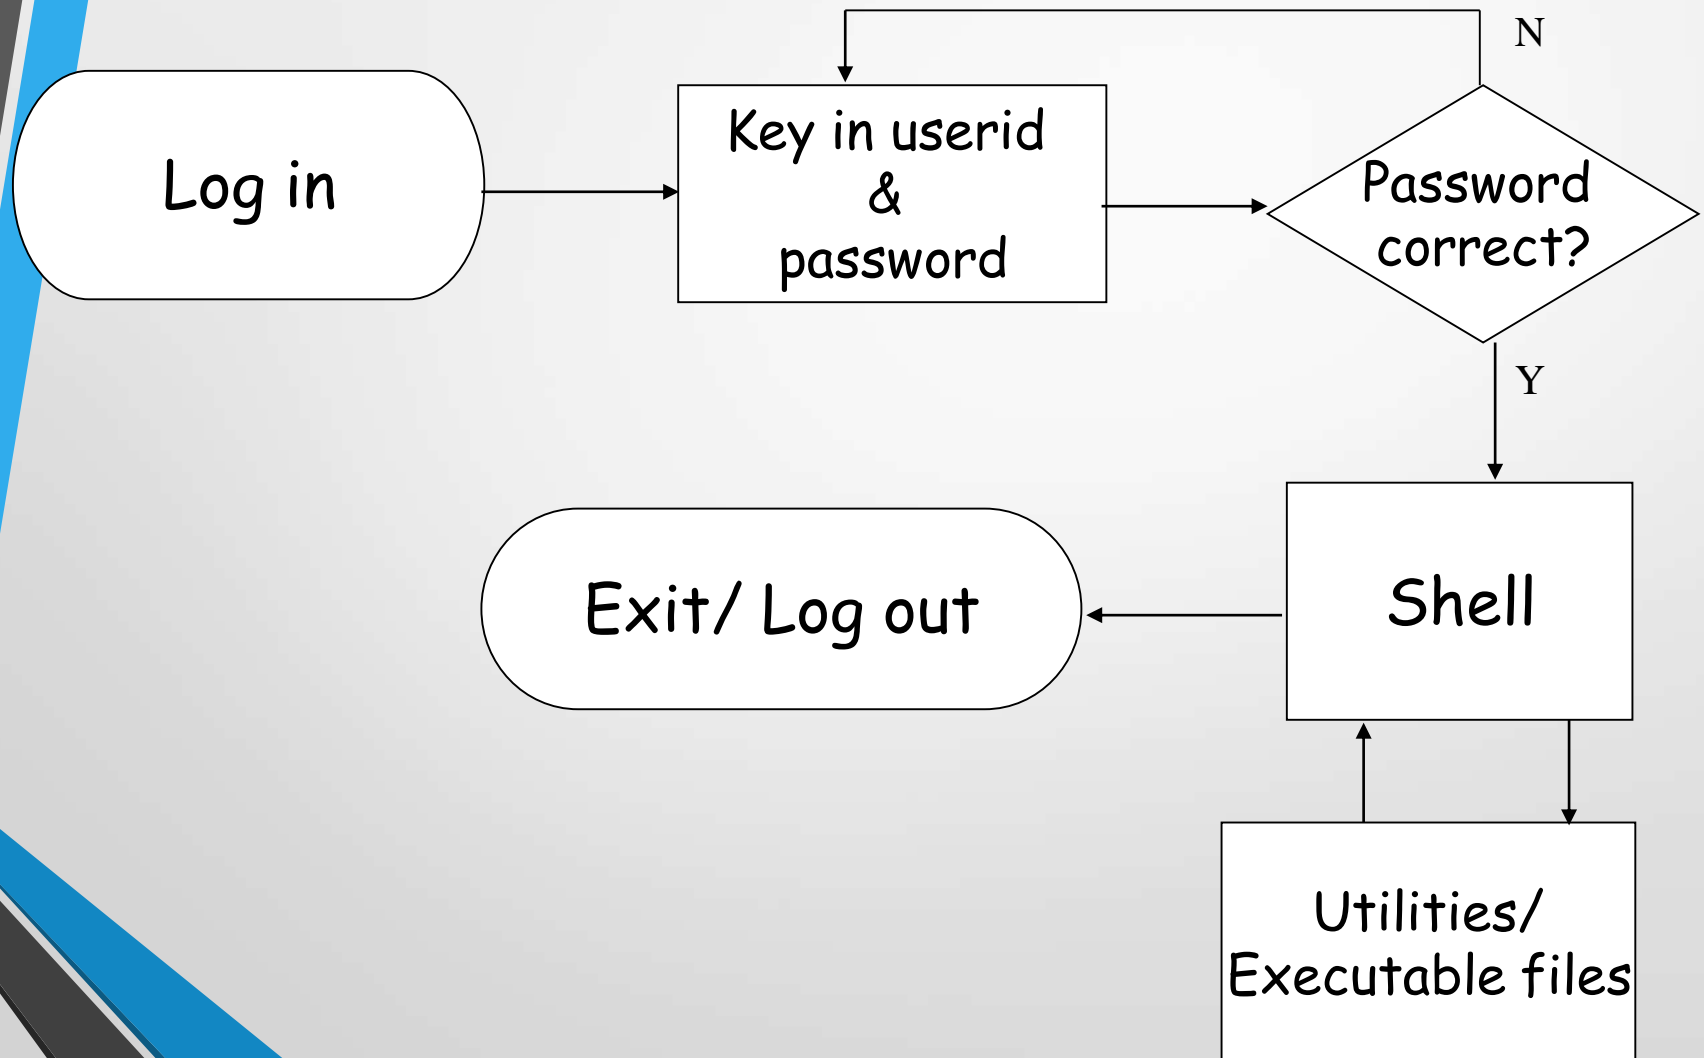 Log in
Key in userid
&
password
N
Password
correct?
Y
Shell
Exit/ Log out
Utilities/
Executable files